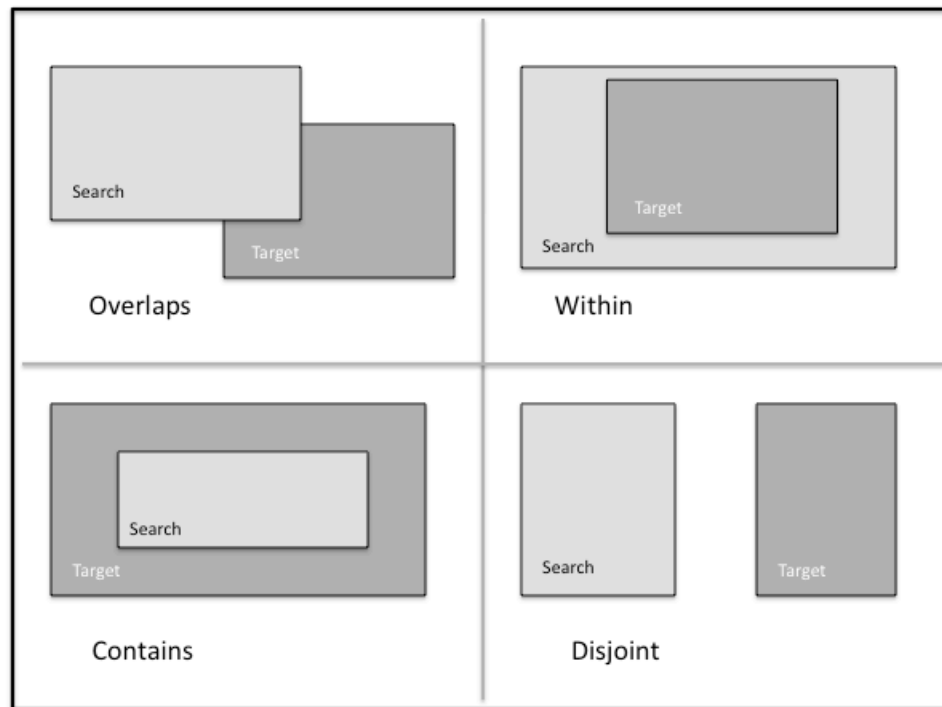 Search
Target
Overlaps
Target
Search
Within
Search
Target
Contains
Search
Target
Disjoint